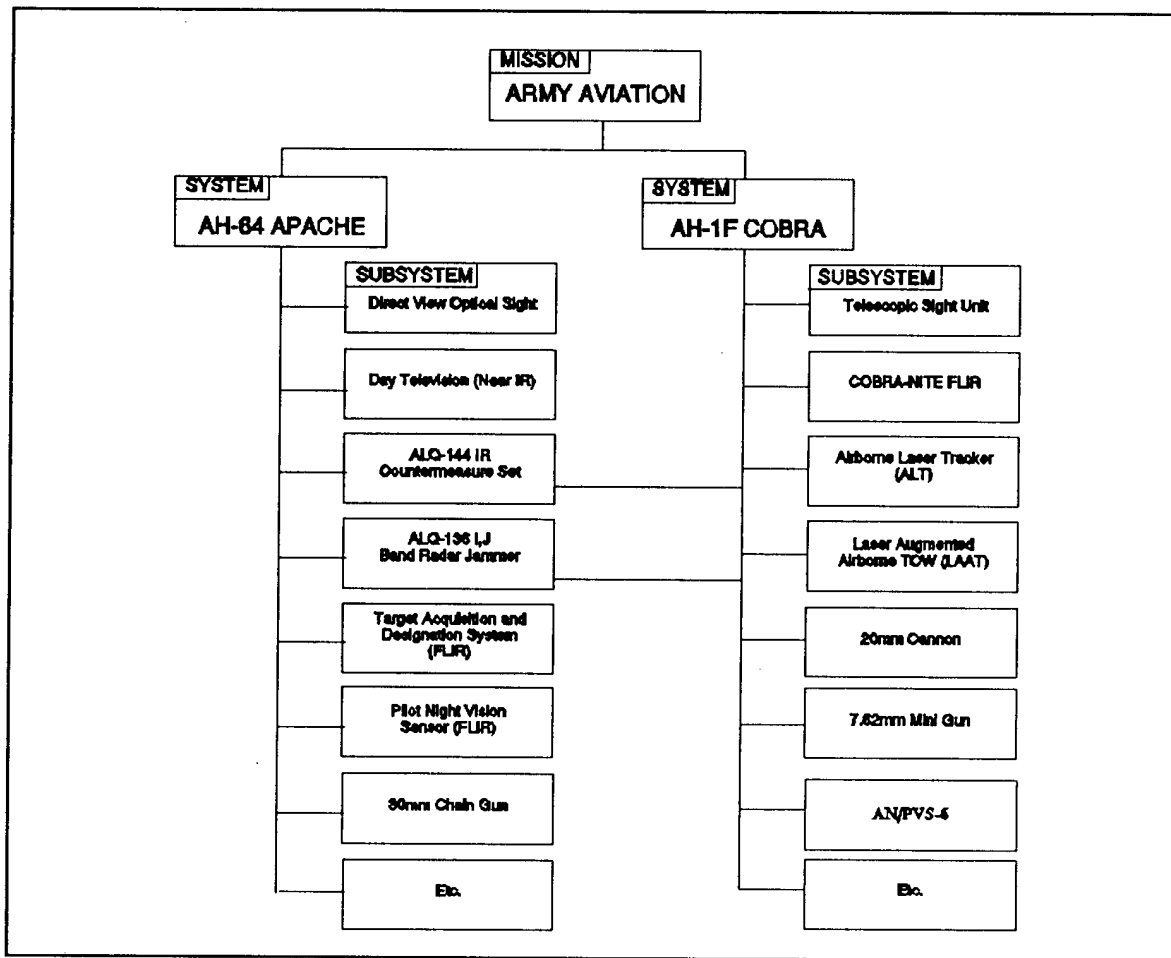 MISSION
ARMY AVIATION
SYSTEM
AH-64 APACHE
SUBSYSTEM
Direct View Optical Sight
Day Television (Near IR)
ALQ-144 IR
Countermeasure Set
ALQ-136 I,J
Band Radar Jammer
Target Acquisition and
Designation System
(FLIR)
Pilot Night Vision
Sensor (FLIR)
30mm Chain Gun
Etc.
SYSTEM
AH-1F COBRA
SUBSYSTEM
Telescopic Sight Unit
COBRA-NITE FLIR
Airborne Laser Tracker
(ALT)
Laser Augmented
Airborne TOW (LAAT)
20mm Cannon
7.62mm Mini Gun
AN/PVS-6
Etc.